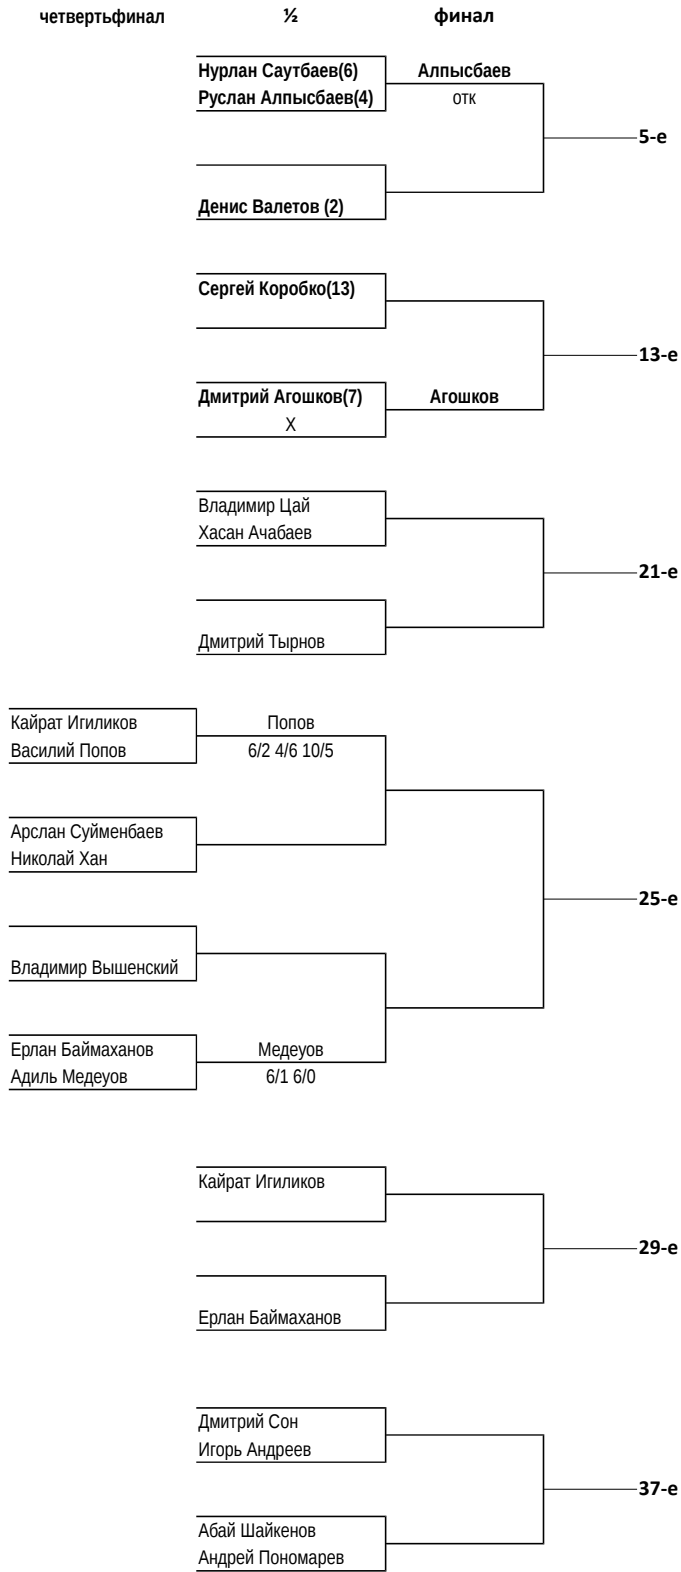 четвертьфинал ½ финал
Нурлан Саутбаев(6) Алпысбаев
Руслан Алпысбаев(4) отк
5-е
Денис Валетов (2)
Сергей Коробко(13)
13-е
Дмитрий Агошков(7) Агошков
X
Владимир Цай
Хасан Ачабаев
21-е
Дмитрий Тырнов
Кайрат Игиликов Попов
Василий Попов 6/2 4/6 10/5
Арслан Суйменбаев
Николай Хан
25-е
Владимир Вышенский
Ерлан Баймаханов Медеуов
Адиль Медеуов 6/1 6/0
Кайрат Игиликов
29-е
Ерлан Баймаханов
Дмитрий Сон
Игорь Андреев
37-е
Абай Шайкенов
Андрей Пономарев